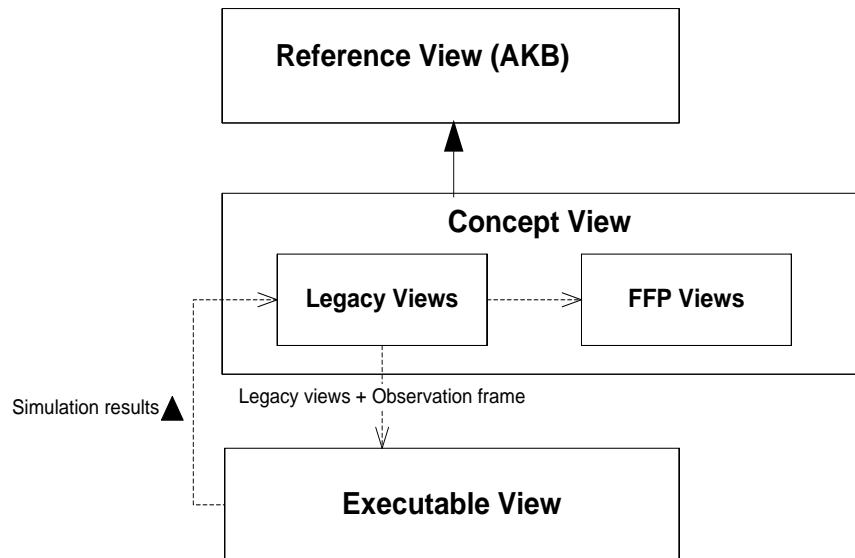 Reference View (AKB)
Concept View
Legacy Views
FFP Views
Legacy views + Observation frame
Simulation results
Executable View